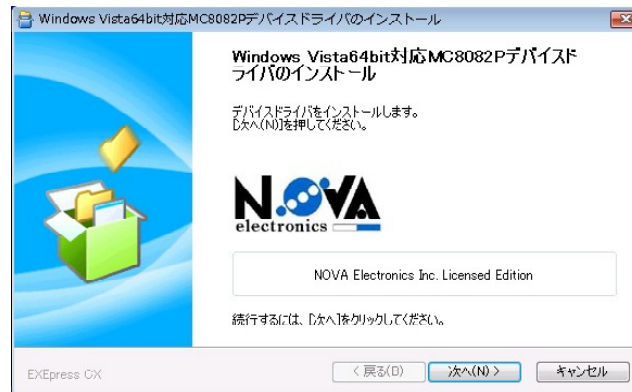 Windows Vista64bit対応MC8082Pデバイスドライバのインストール
Windows Vista64bit対応MC8082Pデバイスド
ライバのインストール
デバイスドライバをインストールします。
[次へ(N)]を押してください。
NOVA
electronics
NOVA Electronics Inc. Licensed Edition
続行するには、[次へ]をクリックしてください。
EXEpress CX
< 戻る(D)
次へ(N) >
キャンセル